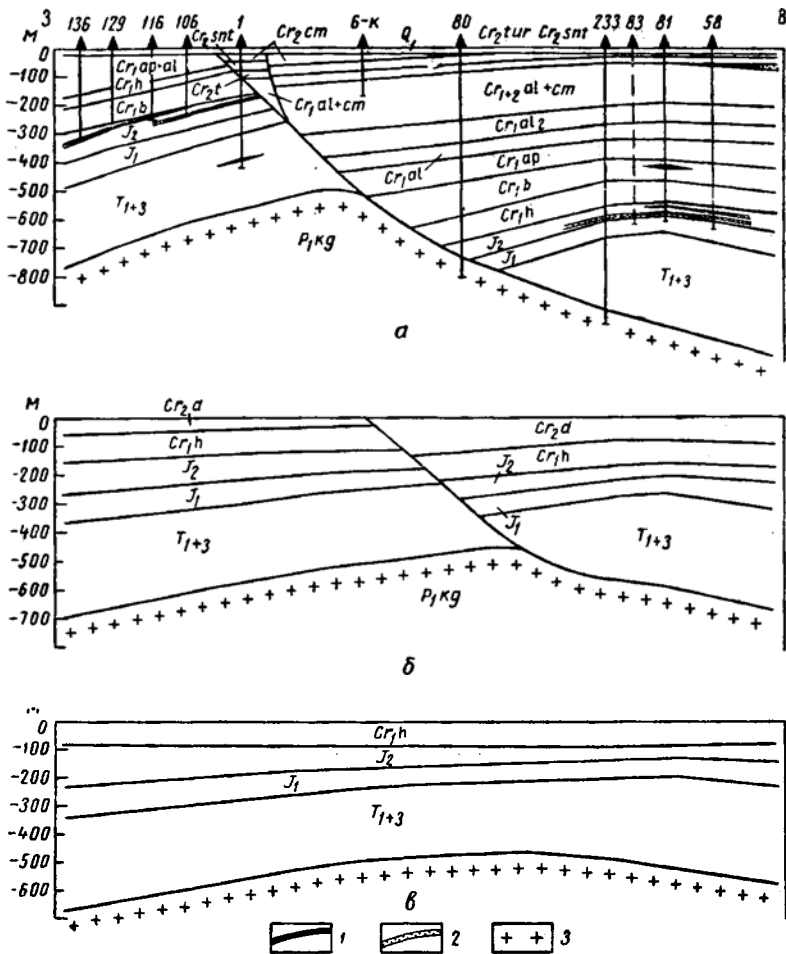 З 136 129 116 106 1 6-к 80 233 83 81 58 В
М
Cr₂snt Cr₂cm Q₁ Cr₂tur Cr₂snt
0
-100
-200
-300
-400
-500
-600
-700
-800
Cr₁ap-al
Cr₁h
Cr₁b
J₂
J₁
T₁₊₃
Cr₂t
Cr₁al+cm
Cr₁₊₂al+cm
Cr₁al₂
Cr₁al
Cr₁ap
Cr₁b
Cr₁h
J₂
J₁
T₁₊₃
P₁kg
а
М
Cr₂d
0
-100
-200
-300
-400
-500
-600
-700
Cr₁h
J₂
J₁
T₁₊₃
Cr₂d
Cr₁h
J₂
J₁
T₁₊₃
P₁kg
б
0
-100
-200
-300
-400
-500
-600
Cr₁h
J₂
J₁
T₁₊₃
в
1 2 3